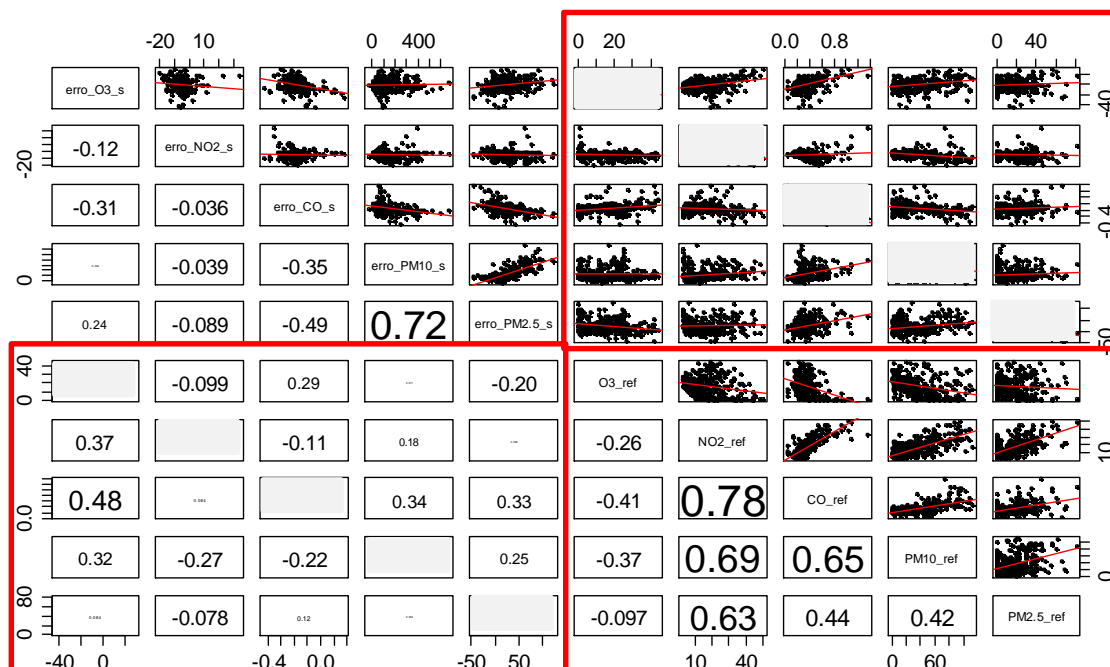 -20 10 0 400 0 20 0.0 0.8 0 40
erro_O3_s -40
-20 -0.12 erro_NO2_s
-0.31 -0.036 erro_CO_s -0.4
0 -0.039 -0.35 erro_PM10_s
0.24 -0.089 -0.49 0.72 erro_PM2.5_s -50
0 40 -0.099 0.29 -0.20 O3_ref
0.37 -0.11 0.18 -0.26 NO2_ref 10
0.0 0.48 0.084 0.34 0.33 -0.41 0.78 CO_ref
0.32 -0.27 -0.22 0.25 -0.37 0.69 0.65 PM10_ref 0
0 80 0.084 -0.078 0.12 -0.097 0.63 0.44 0.42 PM2.5_ref
-40 0 -0.4 0.0 -50 50 10 40 0 60